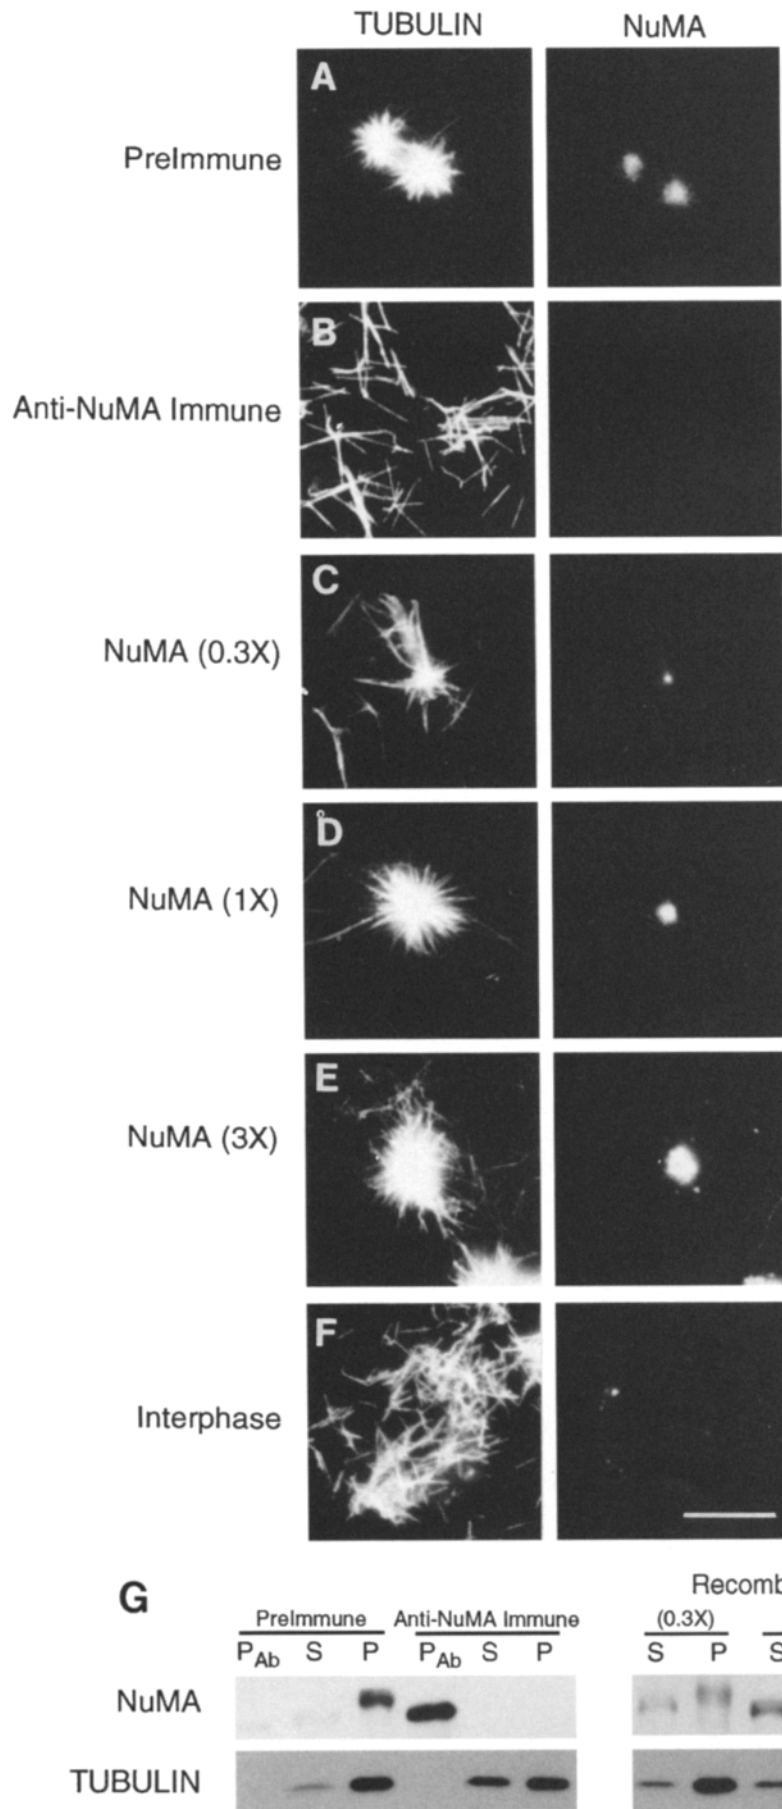 TUBULIN NuMA
A
PreImmune
B
Anti-NuMA Immune
C
NuMA (0.3X)
D
NuMA (1X)
E
NuMA (3X)
F
Interphase
G
Recomb
PreImmune Anti-NuMA Immune (0.3X)
PAb S P PAb S P S P S
NuMA
TUBULIN